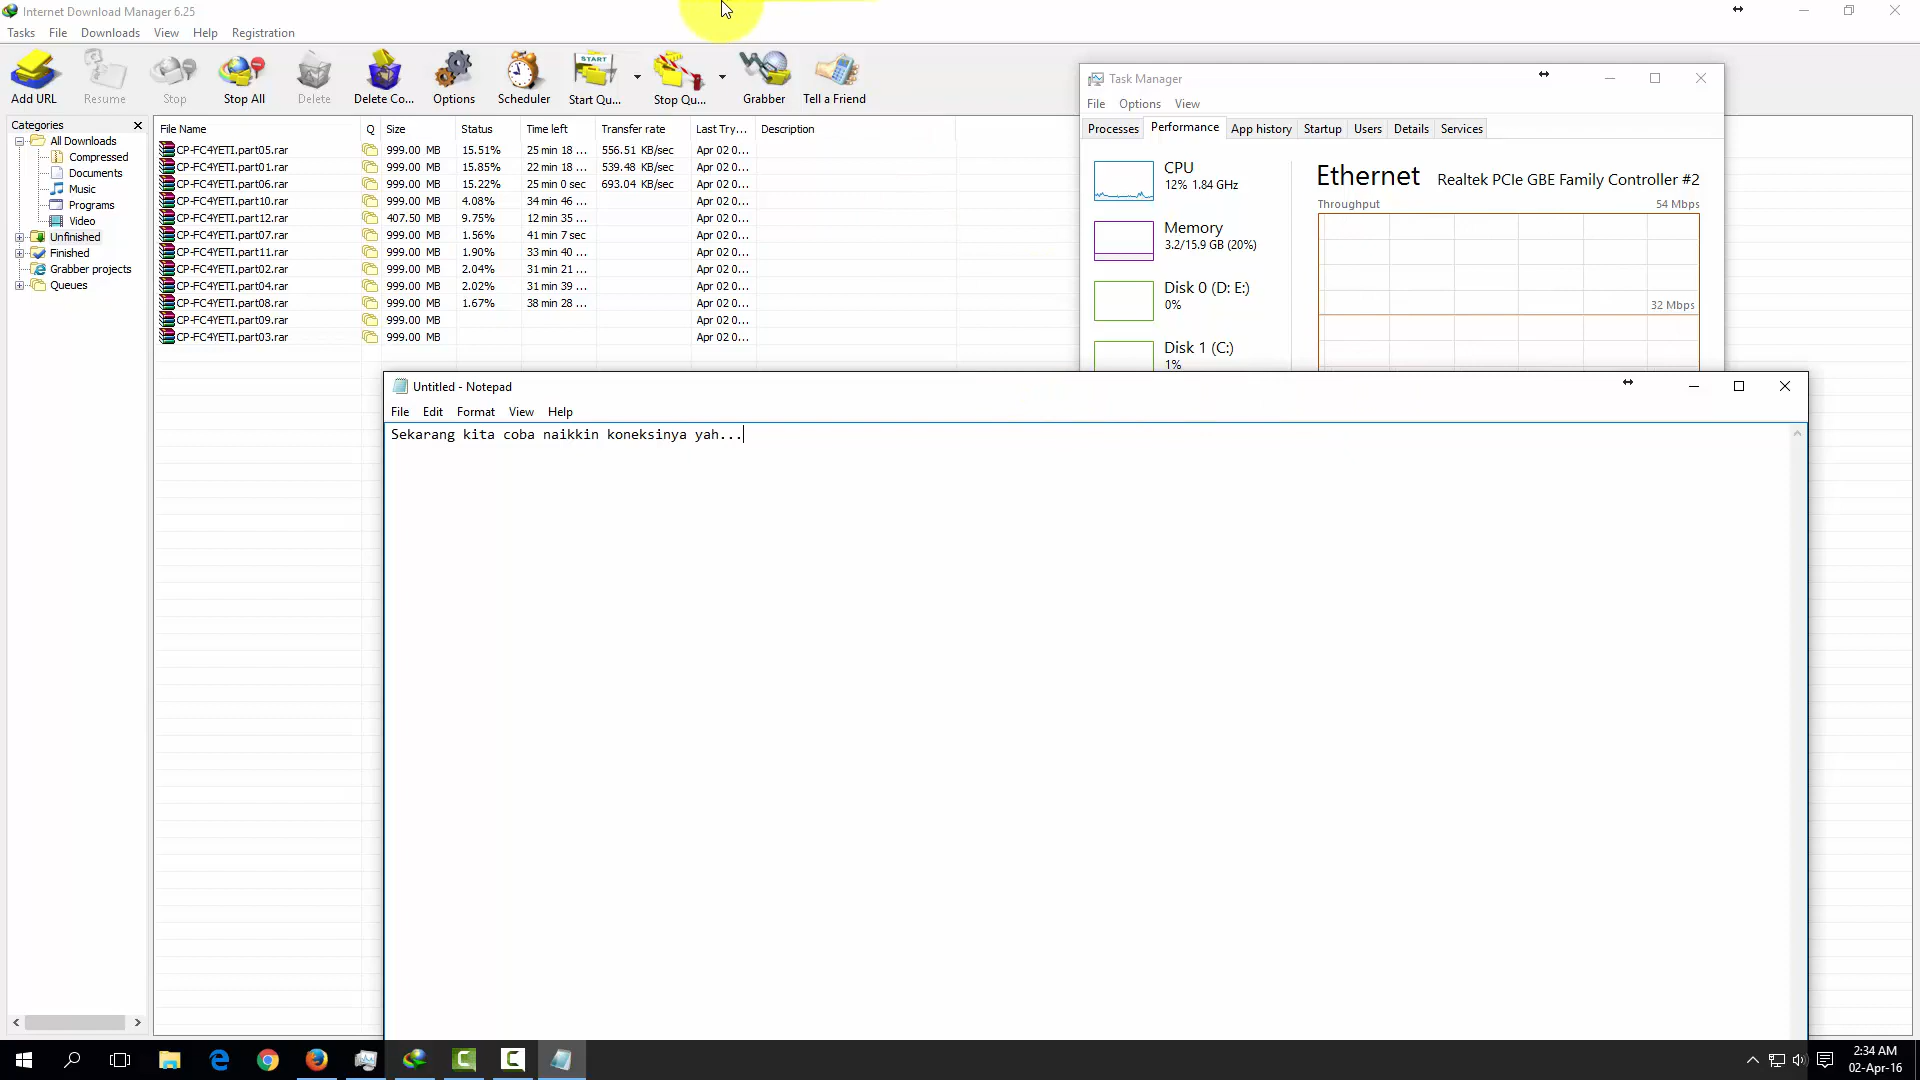 Internet Download Manager 6.25
Tasks File Downloads View Help Registration
Add URL Resume Stop Stop All Delete Delete Co... Options Scheduler Start Qu... Stop Qu... Grabber Tell a Friend
Categories
All Downloads
Compressed
Documents
Music
Programs
Video
Unfinished
Finished
Grabber projects
Queues
File Name Q Size Status Time left Transfer rate Last Try... Description
CP-FC4YETI.part05.rar 999.00 MB 15.51% 25 min 18 ... 556.51 KB/sec Apr 02 0...
CP-FC4YETI.part01.rar 999.00 MB 15.85% 22 min 18 ... 539.48 KB/sec Apr 02 0...
CP-FC4YETI.part06.rar 999.00 MB 15.22% 25 min 0 sec 693.04 KB/sec Apr 02 0...
CP-FC4YETI.part10.rar 999.00 MB 4.08% 34 min 46 ... Apr 02 0...
CP-FC4YETI.part12.rar 407.50 MB 9.75% 12 min 35 ... Apr 02 0...
CP-FC4YETI.part07.rar 999.00 MB 1.56% 41 min 7 sec Apr 02 0...
CP-FC4YETI.part11.rar 999.00 MB 1.90% 33 min 40 ... Apr 02 0...
CP-FC4YETI.part02.rar 999.00 MB 2.04% 31 min 21 ... Apr 02 0...
CP-FC4YETI.part04.rar 999.00 MB 2.02% 31 min 39 ... Apr 02 0...
CP-FC4YETI.part08.rar 999.00 MB 1.67% 38 min 28 ... Apr 02 0...
CP-FC4YETI.part09.rar 999.00 MB Apr 02 0...
CP-FC4YETI.part03.rar 999.00 MB Apr 02 0...
Task Manager
File Options View
Processes Performance App history Startup Users Details Services
CPU
12% 1.84 GHz
Memory
3.2/15.9 GB (20%)
Disk 0 (D: E:)
0%
Disk 1 (C:)
1%
Ethernet Realtek PCIe GBE Family Controller #2
Throughput 54 Mbps
32 Mbps
Untitled - Notepad
File Edit Format View Help
Sekarang kita coba naikkin koneksinya yah...
2:34 AM
02-Apr-16